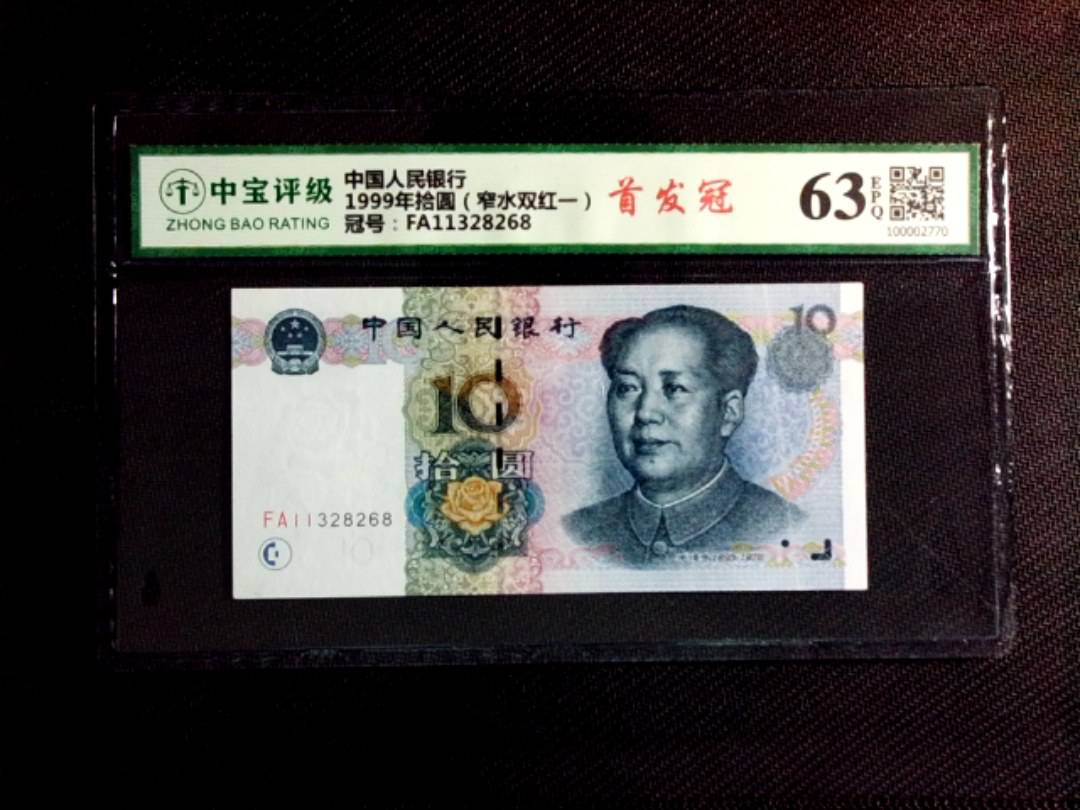 中宝评级
ZHONG BAO RATING
中国人民银行
1999年拾圆（窄水双红一）
冠号：FA11328268
首发冠
63
EPQ
100002770
中国人民银行
10
10
拾圆
FA11328268
10